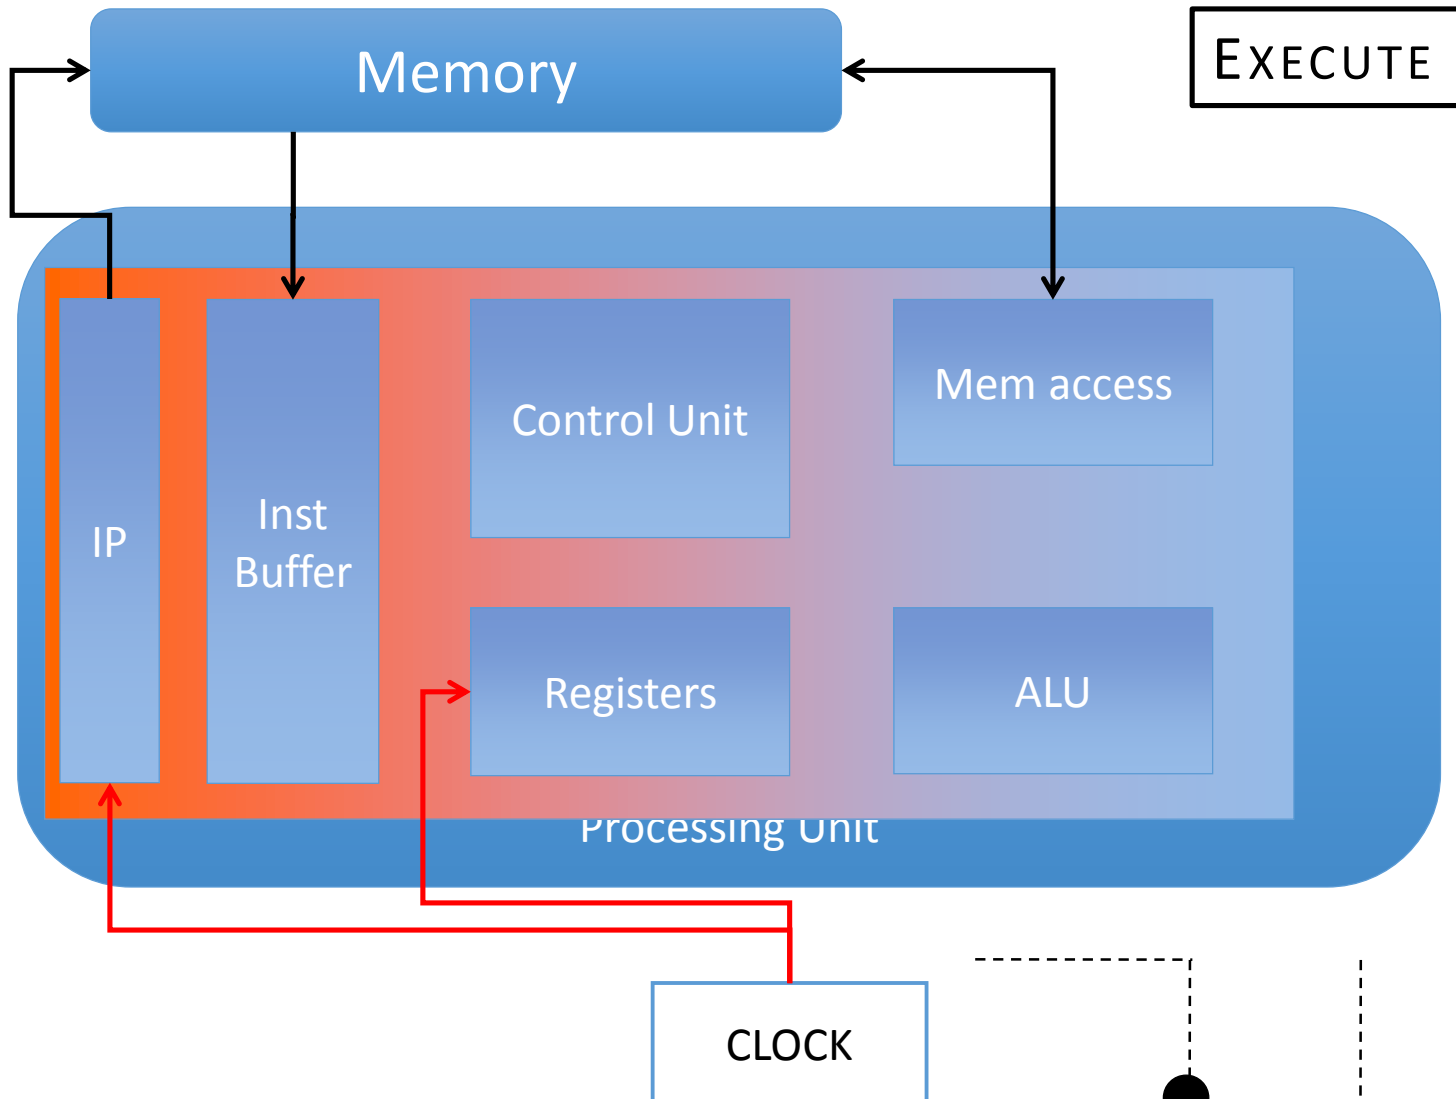 Memory
EXECUTE
IP
Inst
Buffer
Control Unit
Mem access
Registers
ALU
Processing Unit
CLOCK